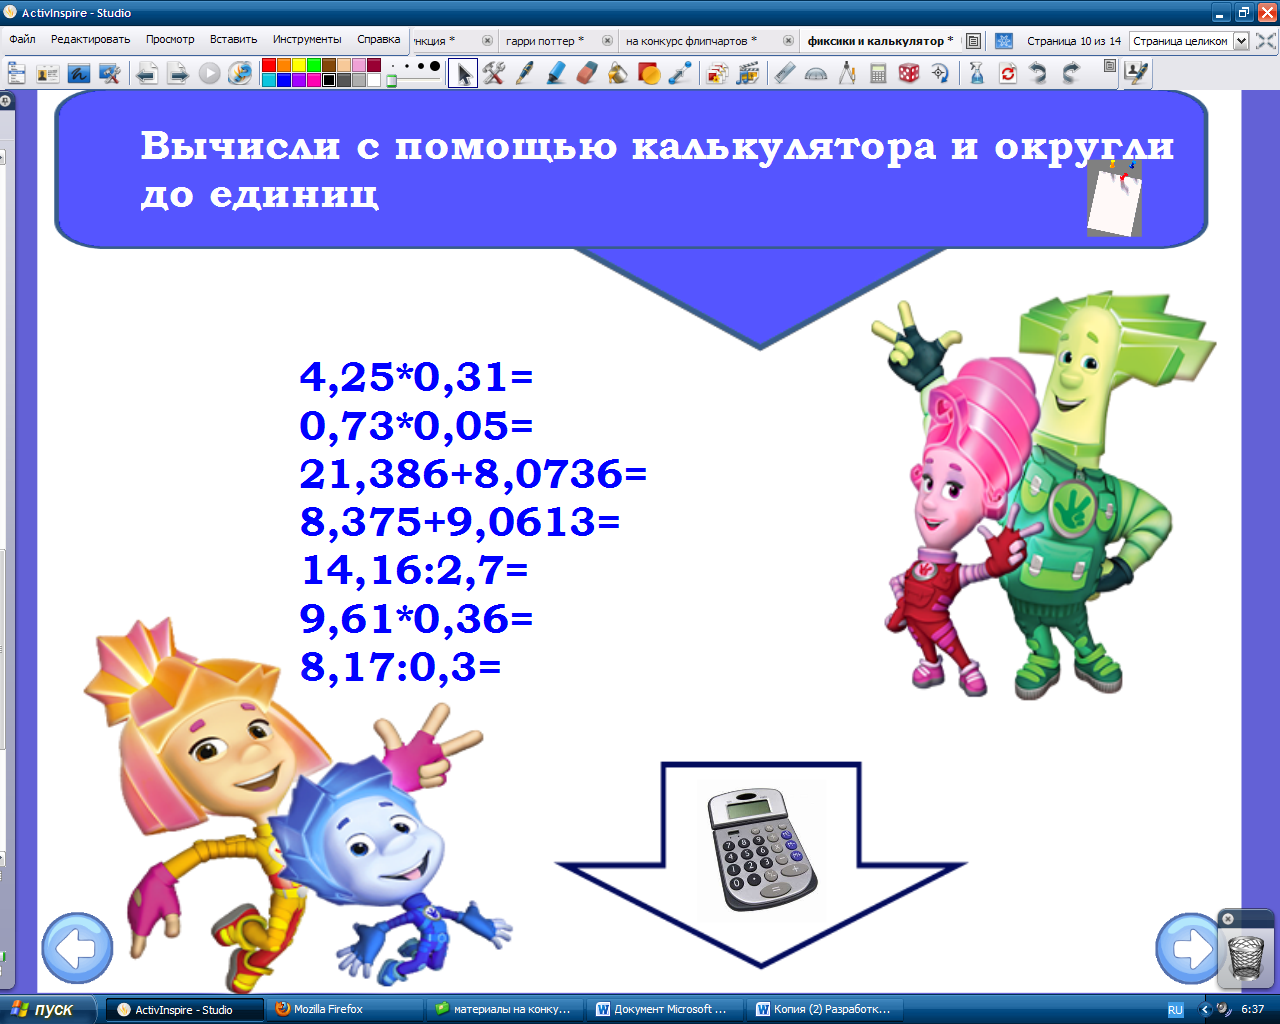 ActivInspire - Studio
Файл Редактировать Просмотр Вставить Инструменты Справка
нкция * гарри поттер * на конкурс флипчартов * фиксики и калькулятор * Страница 10 из 14 Страница целиком
Вычисли с помощью калькулятора и округли
до единиц
4,25*0,31=
0,73*0,05=
21,386+8,0736=
8,375+9,0613=
14,16:2,7=
9,61*0,36=
8,17:0,3=
пуск ActivInspire - Studio Mozilla Firefox материалы на конку... Документ Microsoft ... Копия (2) Разработк... RU 6:37